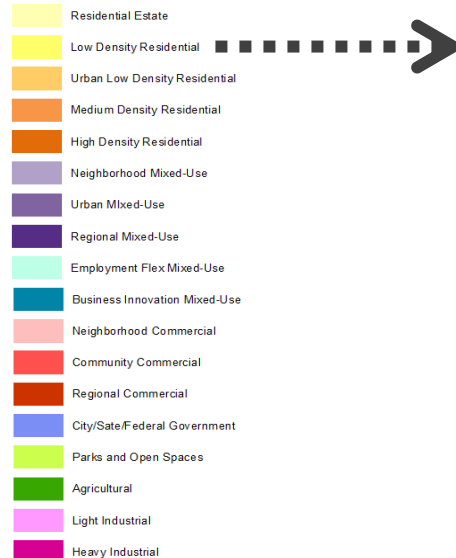 Residential Estate
Low Density Residential
Urban Low Density Residential
Medium Density Residential
High Density Residential
Neighborhood Mixed-Use
Urban MIxed-Use
Regional Mixed-Use
Employment Flex Mixed-Use
Business Innovation Mixed-Use
Neighborhood Commercial
Community Commercial
Regional Commercial
City/Sate/Federal Government
Parks and Open Spaces
Agricultural
Light Industrial
Heavy Industrial